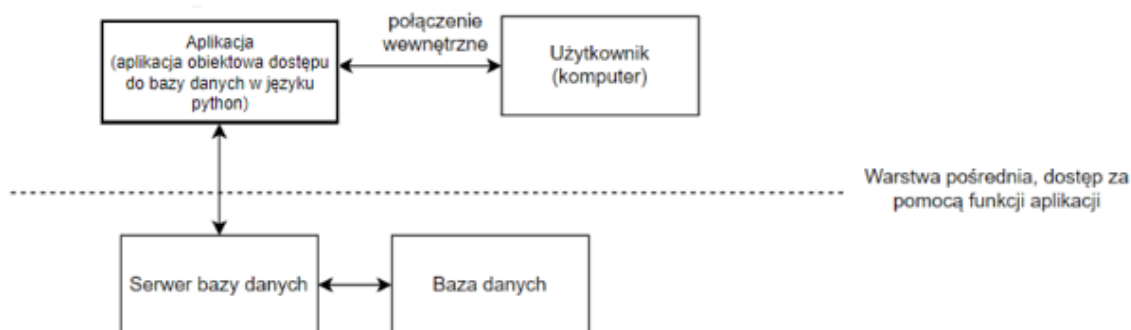 Aplikacja
(aplikacja obiektowa dostępu
do bazy danych w języku
python)
połączenie
wewnętrzne
Użytkownik
(komputer)
Warstwa pośrednia, dostęp za
pomocą funkcji aplikacji
Serwer bazy danych
Baza danych